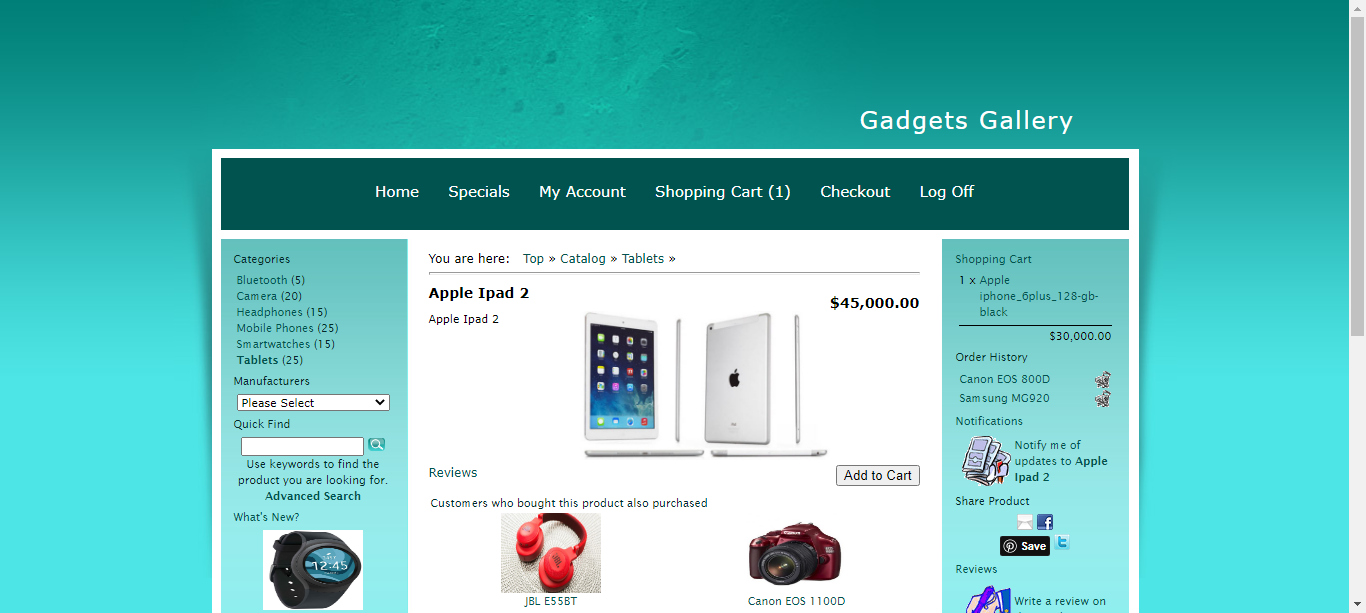 Gadgets Gallery
Home Specials My Account Shopping Cart (1) Checkout Log Off
Categories
Bluetooth (5)
Camera (20)
Headphones (15)
Mobile Phones (25)
Smartwatches (15)
Tablets (25)
Manufacturers
Please Select
Quick Find
Use keywords to find the
product you are looking for.
Advanced Search
What's New?
12:45
You are here: Top » Catalog » Tablets »
Apple Ipad 2
$45,000.00
Apple Ipad 2
Reviews
Add to Cart
Customers who bought this product also purchased
JBL E55BT
Canon EOS 1100D
Shopping Cart
1 x Apple
iphone_6plus_128-gb-
black
$30,000.00
Order History
Canon EOS 800D
Samsung MG920
Notifications
Notify me of
updates to Apple
Ipad 2
Share Product
Save
Reviews
Write a review on